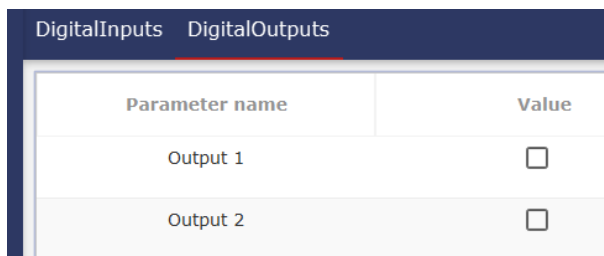 DigitalInputs DigitalOutputs
Parameter name Value
Output 1
Output 2